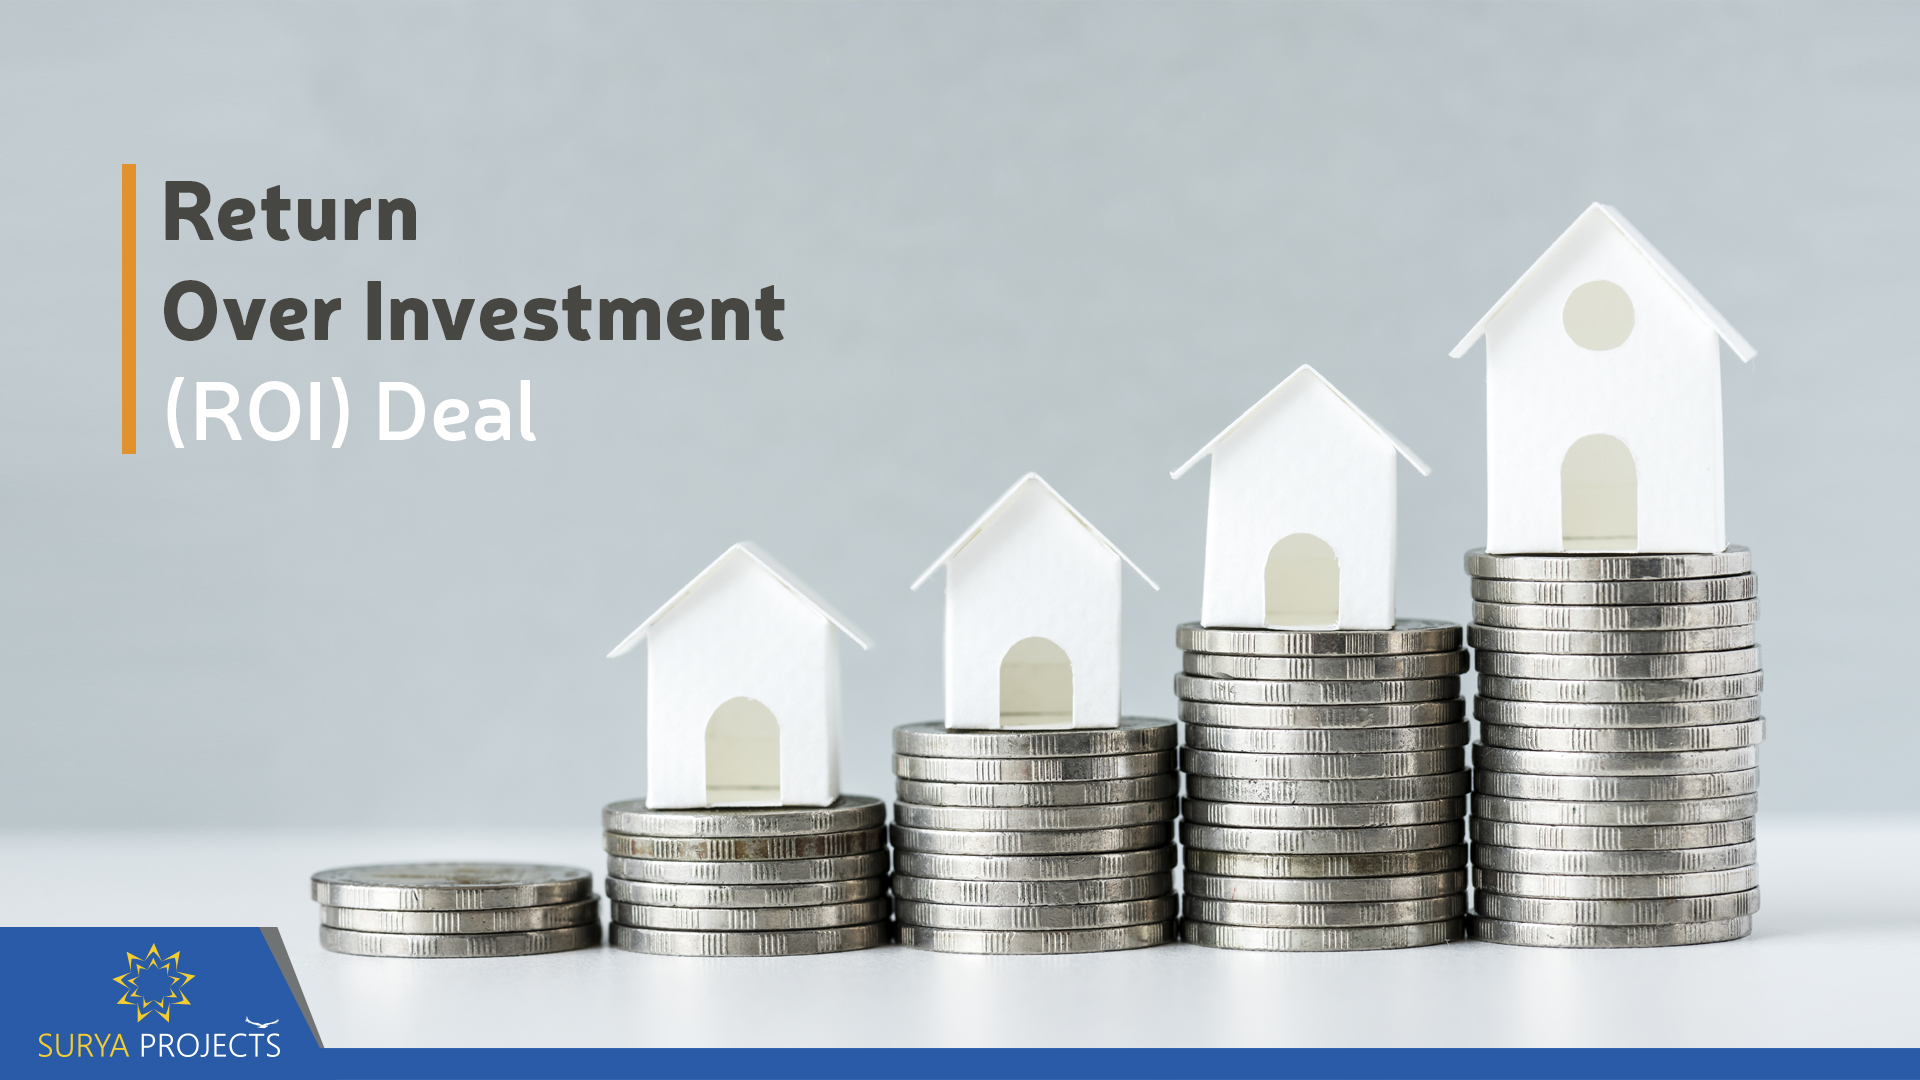 Return
Over Investment
(ROI) Deal
SURYA PROJECTS